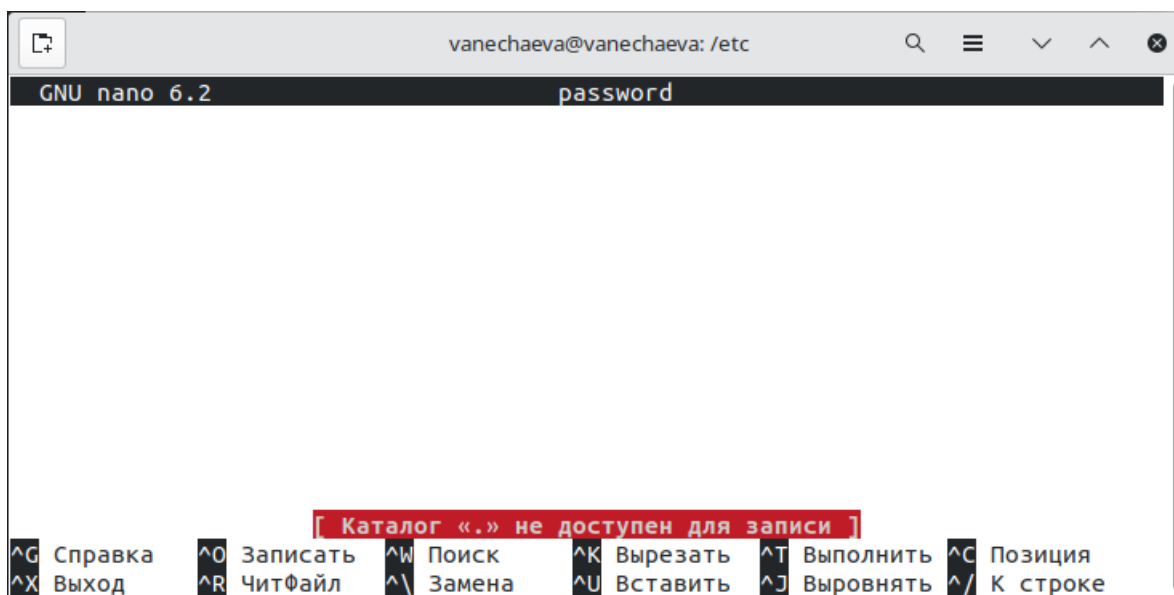 vanechaeva@vanechaeva: /etc
GNU nano 6.2 password
[ Каталог «.» не доступен для записи ]
^G Справка ^O Записать ^W Поиск ^K Вырезать ^T Выполнить ^C Позиция
^X Выход ^R ЧитФайл ^\ Замена ^U Вставить ^J Выровнять ^/ К строке